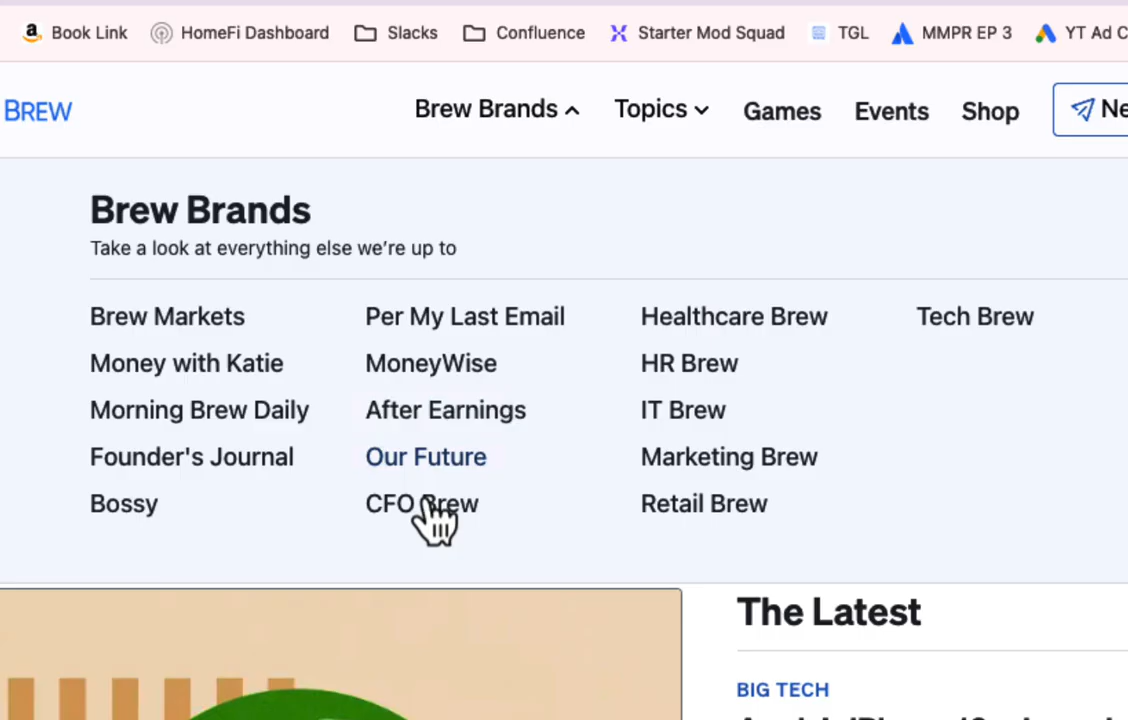 Book Link HomeFi Dashboard Slacks Confluence Starter Mod Squad TGL MMPR EP 3 YT Ad C
BREW Brew Brands Topics Games Events Shop Ne
Brew Brands
Take a look at everything else we're up to
Brew Markets Per My Last Email Healthcare Brew Tech Brew
Money with Katie MoneyWise HR Brew
Morning Brew Daily After Earnings IT Brew
Founder's Journal Our Future Marketing Brew
Bossy CFO Brew Retail Brew
The Latest
BIG TECH